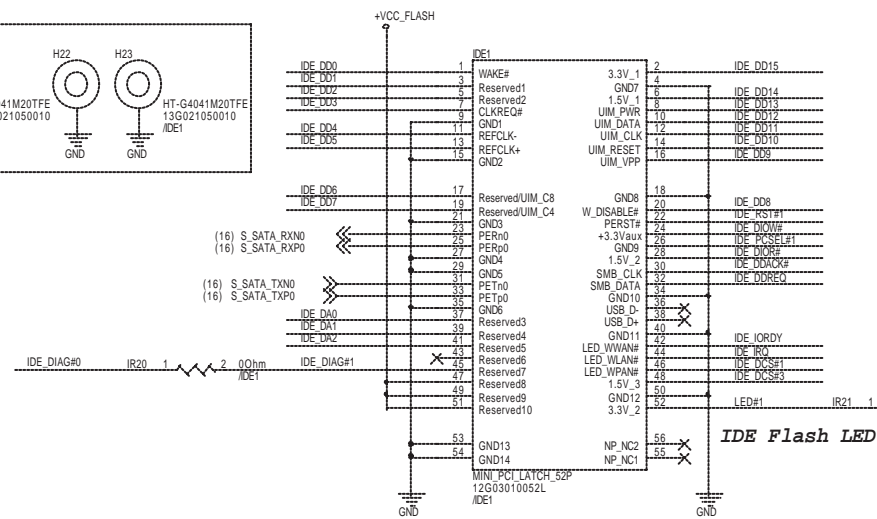 +VCC_FLASH
H22
H23
041M20TFE
021050010
HT-G4041M20TFE
13G021050010
/IDE1
GND
GND
IDE1
IDE_DD0 1 WAKE# 3.3V_1 2 IDE_DD15
IDE_DD1 3 Reserved1 GND7 4
IDE_DD2 5 Reserved2 1.5V_1 6 IDE_DD14
IDE_DD3 7 CLKREQ# UIM_PWR 8 IDE_DD13
9 GND1 UIM_DATA 10 IDE_DD12
IDE_DD4 11 REFCLK- UIM_CLK 12 IDE_DD11
IDE_DD5 13 REFCLK+ UIM_RESET 14 IDE_DD10
15 GND2 UIM_VPP 16 IDE_DD9
IDE_DD6 17 Reserved/UIM_C8 GND8 18
IDE_DD7 19 Reserved/UIM_C4 W_DISABLE# 20 IDE_DD8
21 GND3 PERST# 22 IDE_RST#1
(16) S_SATA_RXN0 23 PERn0 +3.3Vaux 24 IDE_DIOW#
(16) S_SATA_RXP0 25 PERp0 GND9 26 IDE_PCSEL#1
27 GND4 1.5V_2 28 IDE_DIOR#
29 GND5 SMB_CLK 30 IDE_DDACK#
(16) S_SATA_TXN0 31 PETn0 SMB_DATA 32 IDE_DDREQ
(16) S_SATA_TXP0 33 PETp0 GND10 34
35 GND6 USB_D- 36
IDE_DA0 37 Reserved3 USB_D+ 38
IDE_DA1 39 Reserved4 GND11 40
IDE_DA2 41 Reserved5 LED_WWAN# 42 IDE_IORDY
43 Reserved6 LED_WLAN# 44 IDE_IRQ
IDE_DIAG#0 IR20 1 2 0Ohm IDE_DIAG#1 45 Reserved7 LED_WPAN# 46 IDE_DCS#1
/IDE1
47 Reserved8 1.5V_3 48 IDE_DCS#3
49 Reserved9 GND12 50
51 Reserved10 3.3V_2 52 LED#1 IR21 1
IDE Flash LED
53 GND13 NP_NC2 56
54 GND14 NP_NC1 55
MINI_PCI_LATCH_52P
12G03010052L
/IDE1
GND
GND